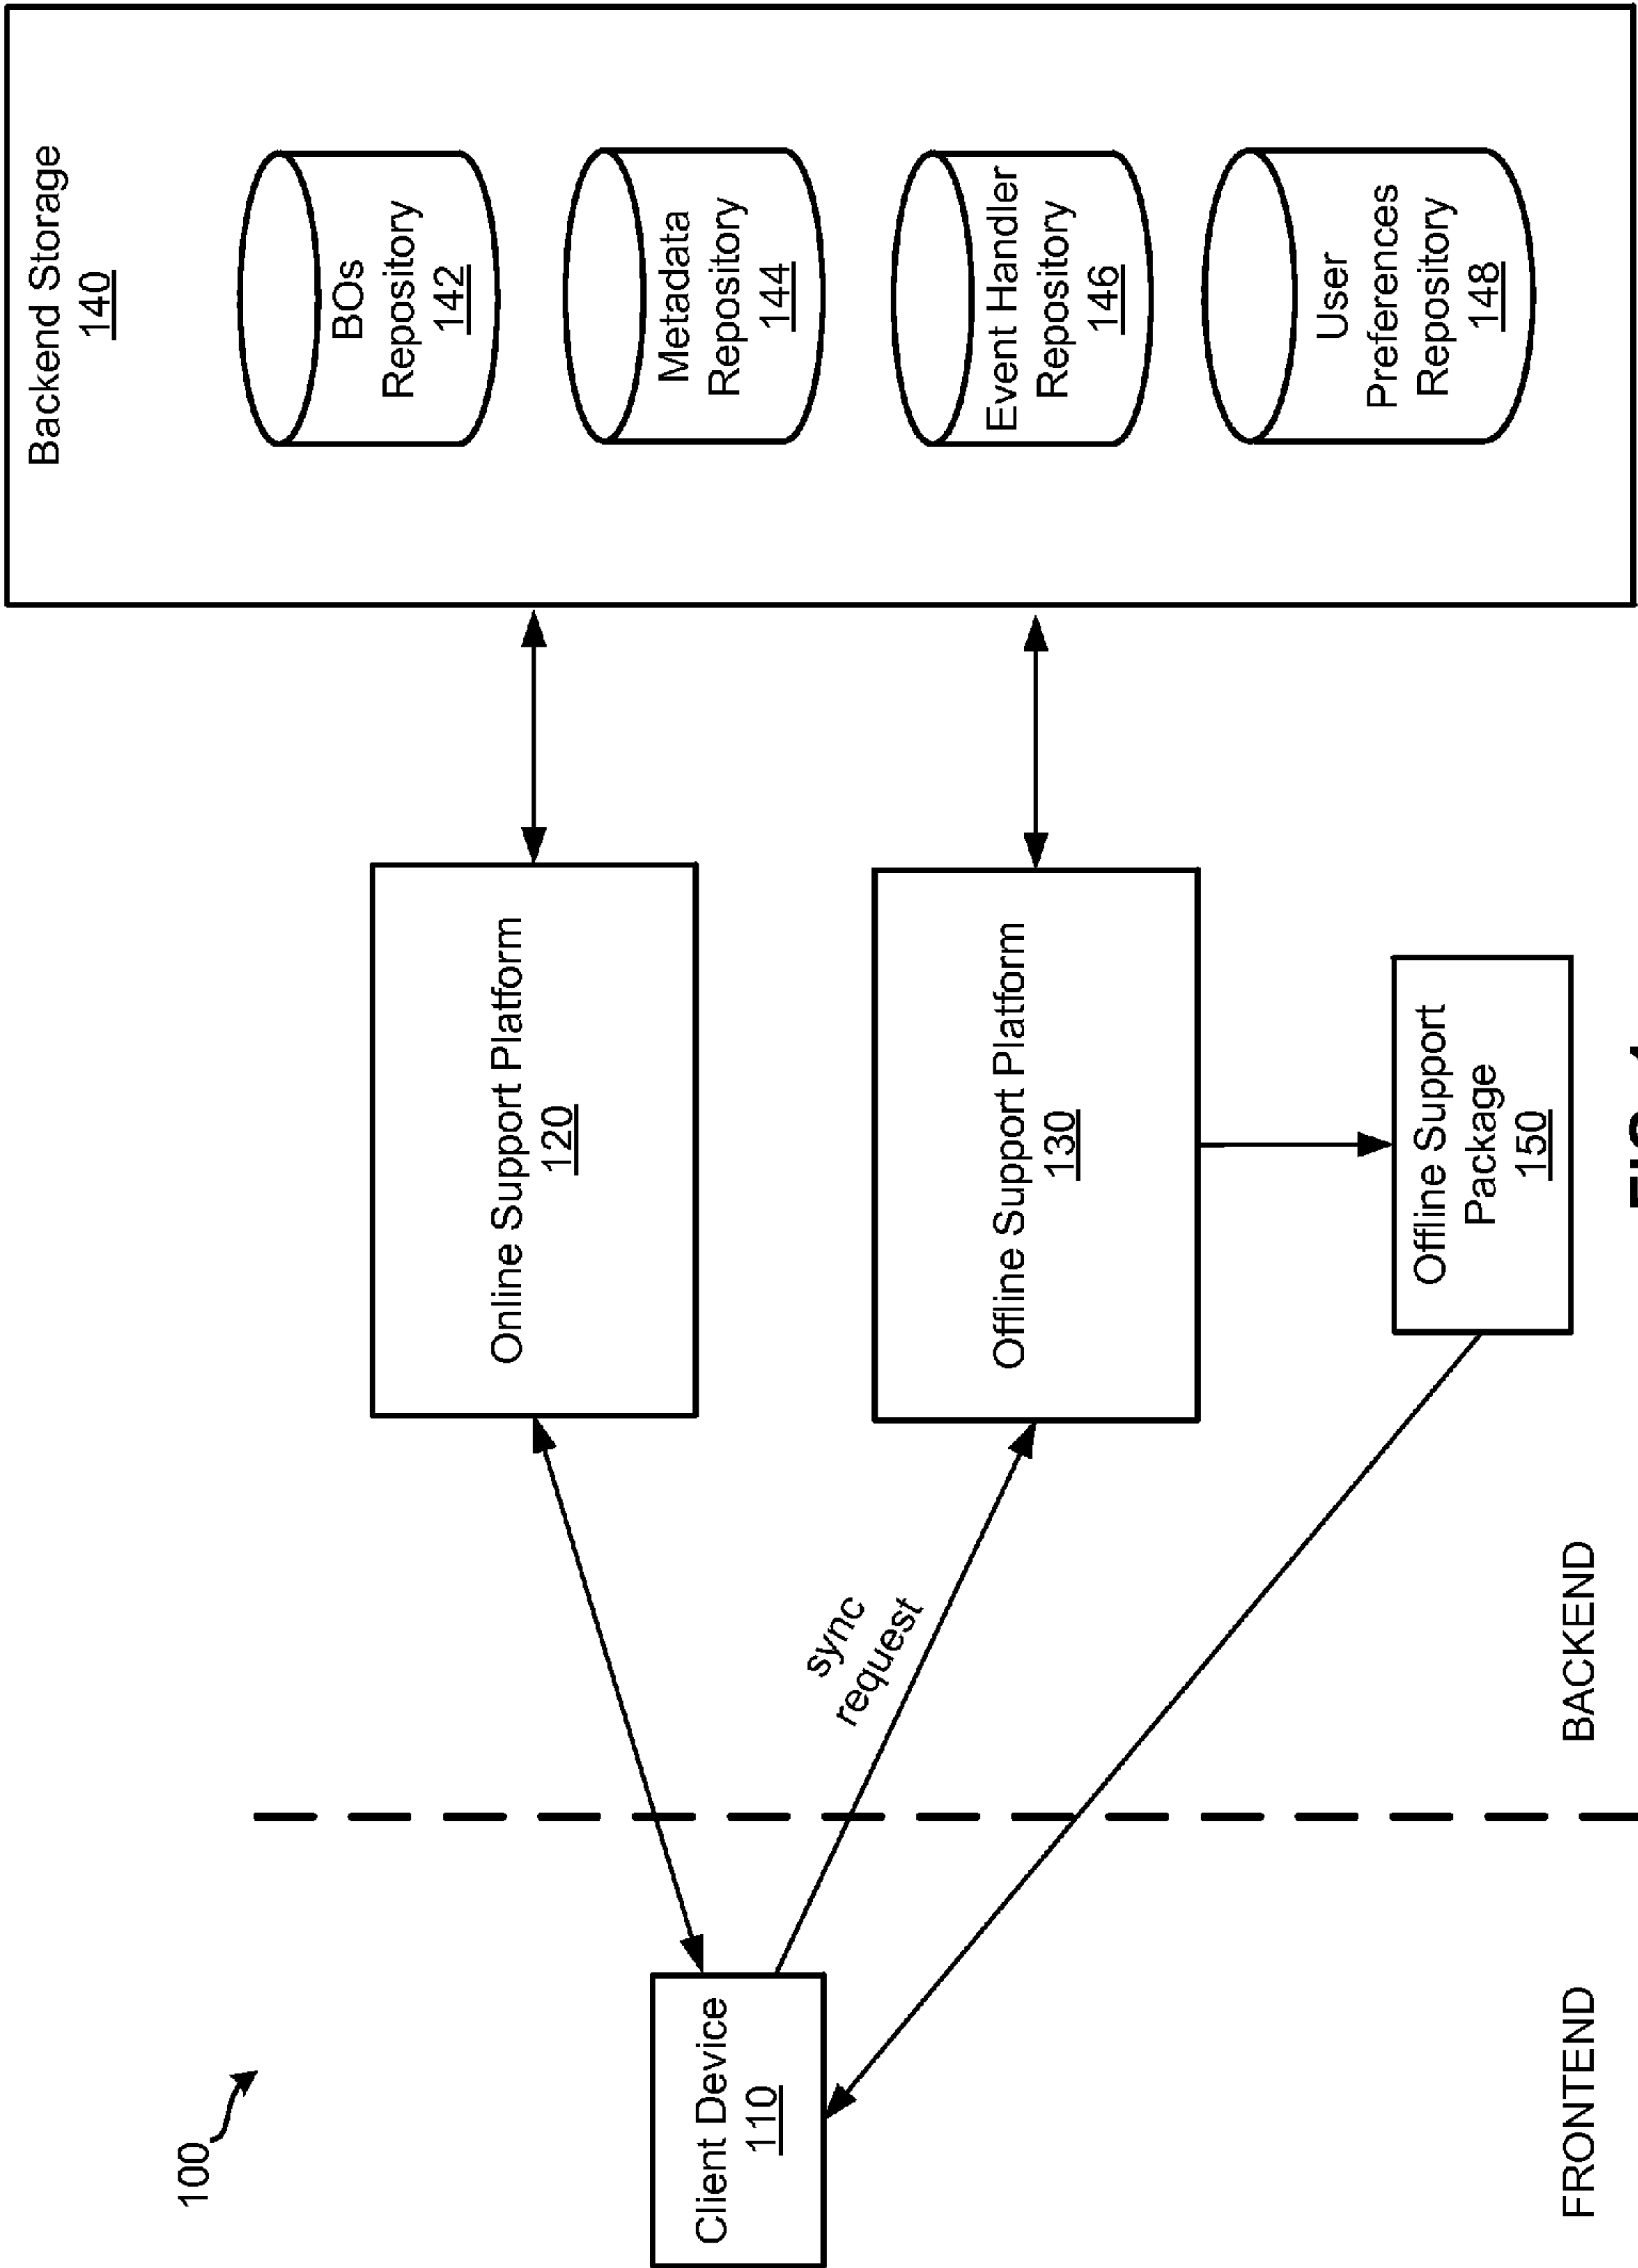 100
Client Device
110
FRONTEND
sync
request
BACKEND
Online Support Platform
120
Offline Support Platform
130
Offline Support
Package
150
Backend Storage
140
BOs
Repository
142
Metadata
Repository
144
Event Handler
Repository
146
User
Preferences
Repository
148